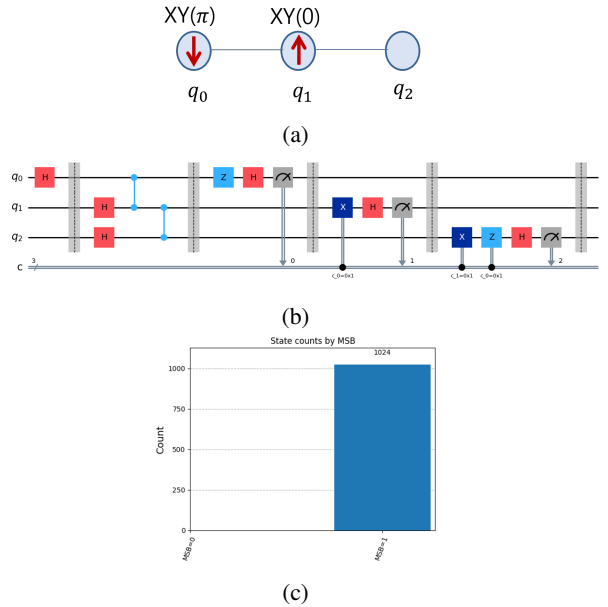 XY(π) XY(0)
q₀ q₁ q₂
(a)
q₀ H Z H
q₁ H X H
q₂ H X Z H
c 3 0 1 2
c_0=0x1 c_1=0x1 c_0=0x1
(b)
State counts by MSB
1024
1000
750
500
250
0
Count
MSB=0 MSB=1
(c)